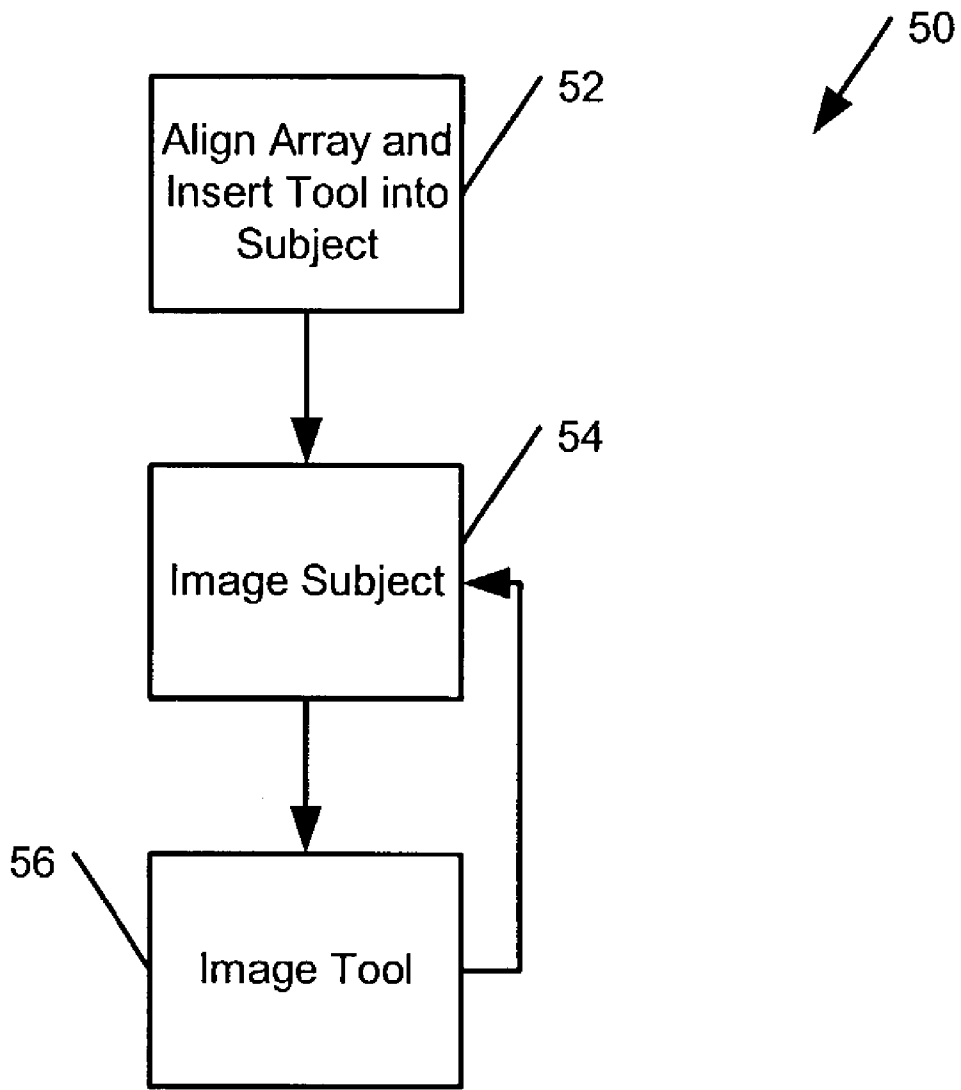 50
52
Align Array and
Insert Tool into
Subject
54
Image Subject
56
Image Tool